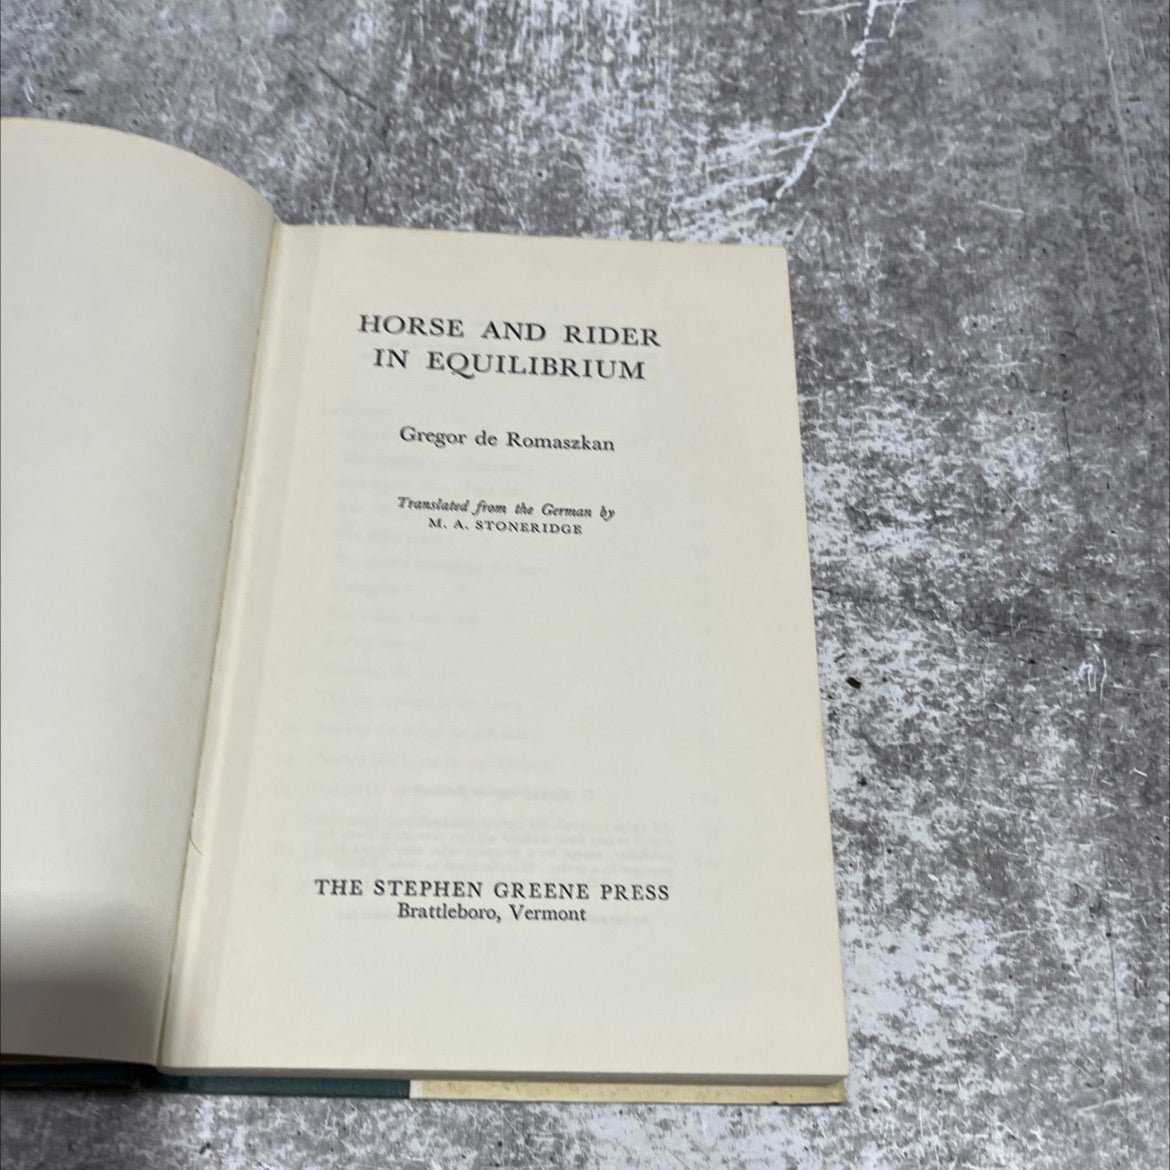 HORSE AND RIDER
IN EQUILIBRIUM
Gregor de Romaszkan
Translated from the German by
M. A. STONERIDGE
THE STEPHEN GREENE PRESS
Brattleboro, Vermont